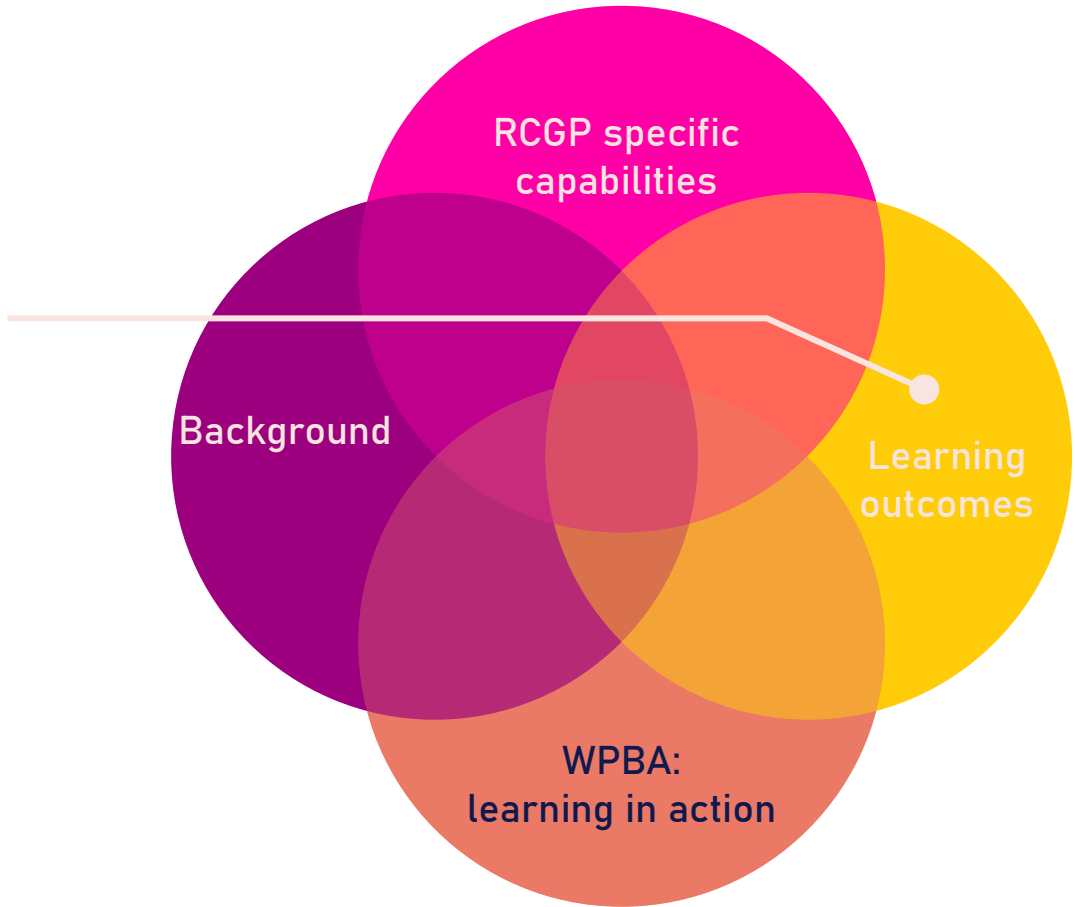 RCGP specific
capabilities
Background
Learning
outcomes
WPBA:
learning in action